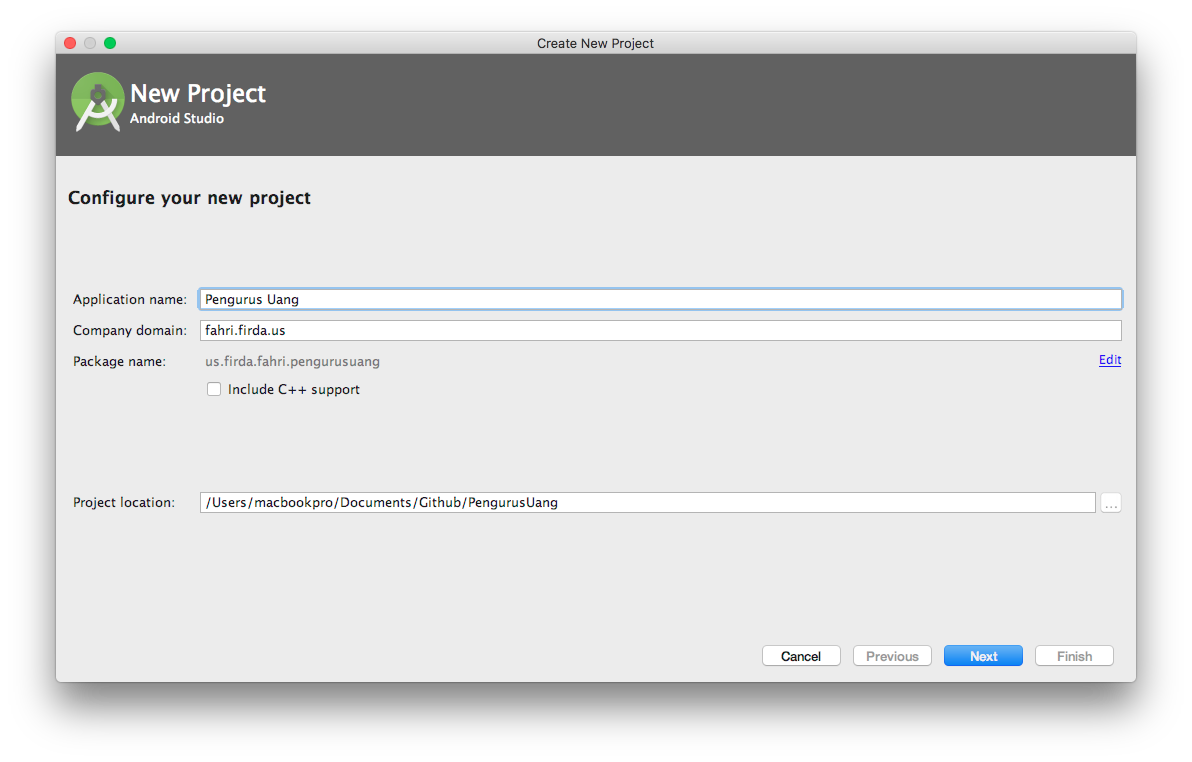 Create New Project
New Project
Android Studio
Configure your new project
Application name: Pengurus Uang
Company domain: fahri.firda.us
Package name: us.firda.fahri.pengurusuang Edit
Include C++ support
Project location: /Users/macbookpro/Documents/Github/PengurusUang ...
Cancel Previous Next Finish